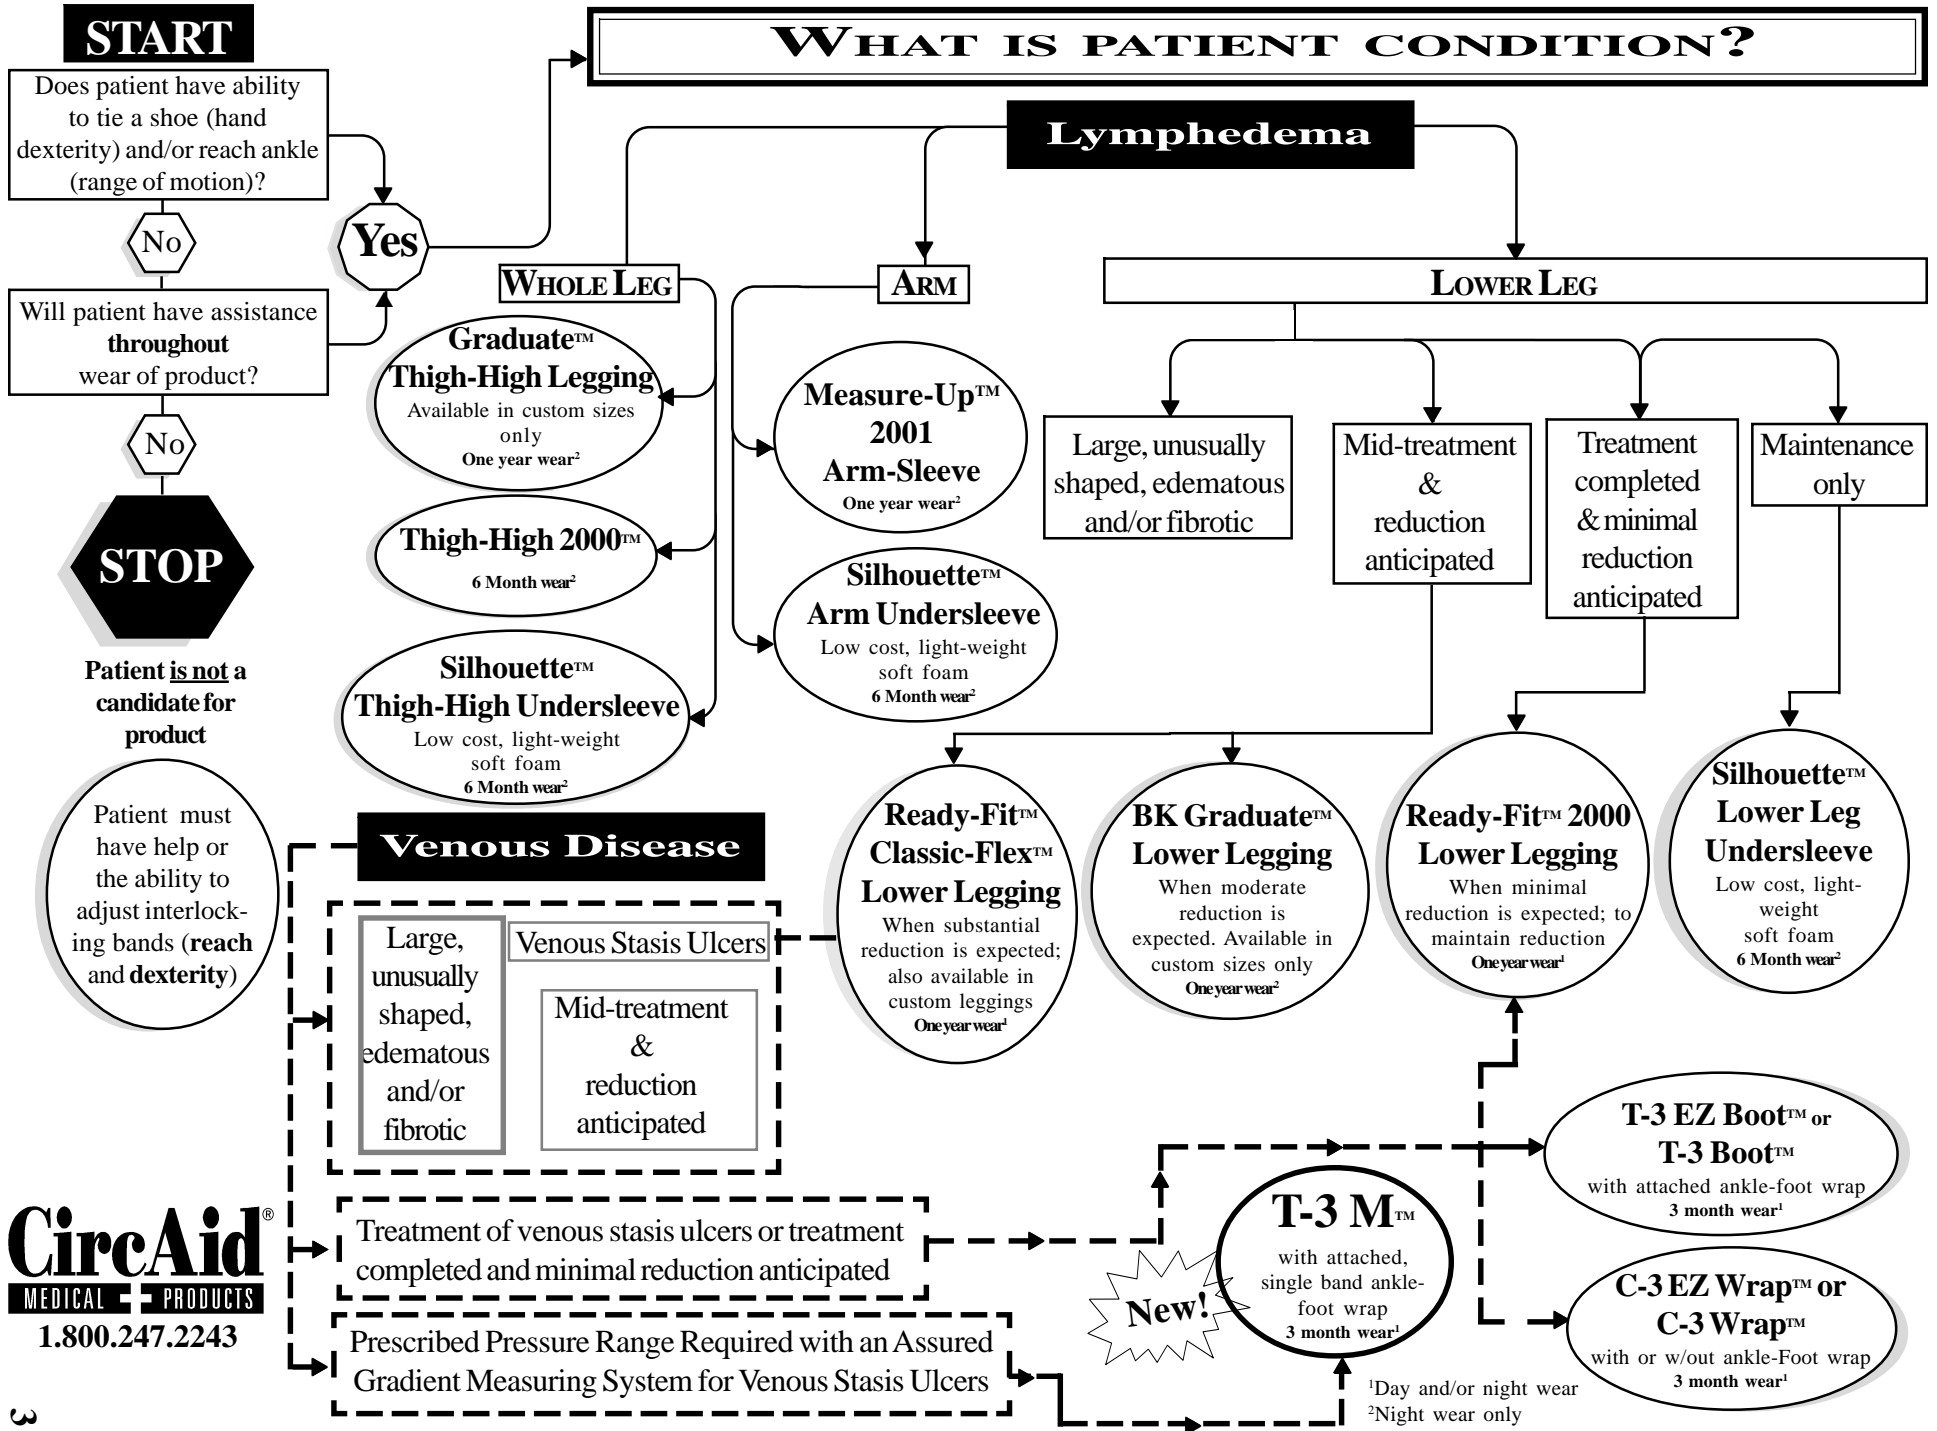 START
Does patient have ability
to tie a shoe (hand
dexterity) and/or reach ankle
(range of motion)?
No
Will patient have assistance
throughout
wear of product?
No
STOP
Patient is not a
candidate for
product
Patient must
have help or
the ability to
adjust interlock-
ing bands (reach
and dexterity)
Yes
WHAT IS PATIENT CONDITION?
Lymphedema
WHOLE LEG
Graduate™
Thigh-High Legging
Available in custom sizes
only
One year wear²
Thigh-High 2000™
6 Month wear²
Silhouette™
Thigh-High Undersleeve
Low cost, light-weight
soft foam
6 Month wear²
ARM
Measure-Up™
2001
Arm-Sleeve
One year wear²
Silhouette™
Arm Undersleeve
Low cost, light-weight
soft foam
6 Month wear²
LOWER LEG
Large, unusually
shaped, edematous
and/or fibrotic
Mid-treatment
&
reduction
anticipated
Treatment
completed
& minimal
reduction
anticipated
Maintenance
only
Ready-Fit™
Classic-Flex™
Lower Legging
When substantial
reduction is expected;
also available in
custom leggings
One year wear¹
BK Graduate™
Lower Legging
When moderate
reduction is
expected. Available in
custom sizes only
One year wear²
Ready-Fit™ 2000
Lower Legging
When minimal
reduction is expected; to
maintain reduction
One year wear¹
Silhouette™
Lower Leg
Undersleeve
Low cost, light-
weight
soft foam
6 Month wear²
Venous Disease
Large,
unusually
shaped,
edematous
and/or
fibrotic
Venous Stasis Ulcers
Mid-treatment
&
reduction
anticipated
Treatment of venous stasis ulcers or treatment
completed and minimal reduction anticipated
Prescribed Pressure Range Required with an Assured
Gradient Measuring System for Venous Stasis Ulcers
New!
T-3 M™
with attached,
single band ankle-
foot wrap
3 month wear¹
T-3 EZ Boot™ or
T-3 Boot™
with attached ankle-foot wrap
3 month wear¹
C-3 EZ Wrap™ or
C-3 Wrap™
with or w/out ankle-Foot wrap
3 month wear¹
¹Day and/or night wear
²Night wear only
CircAid®
MEDICAL PRODUCTS
1.800.247.2243
3